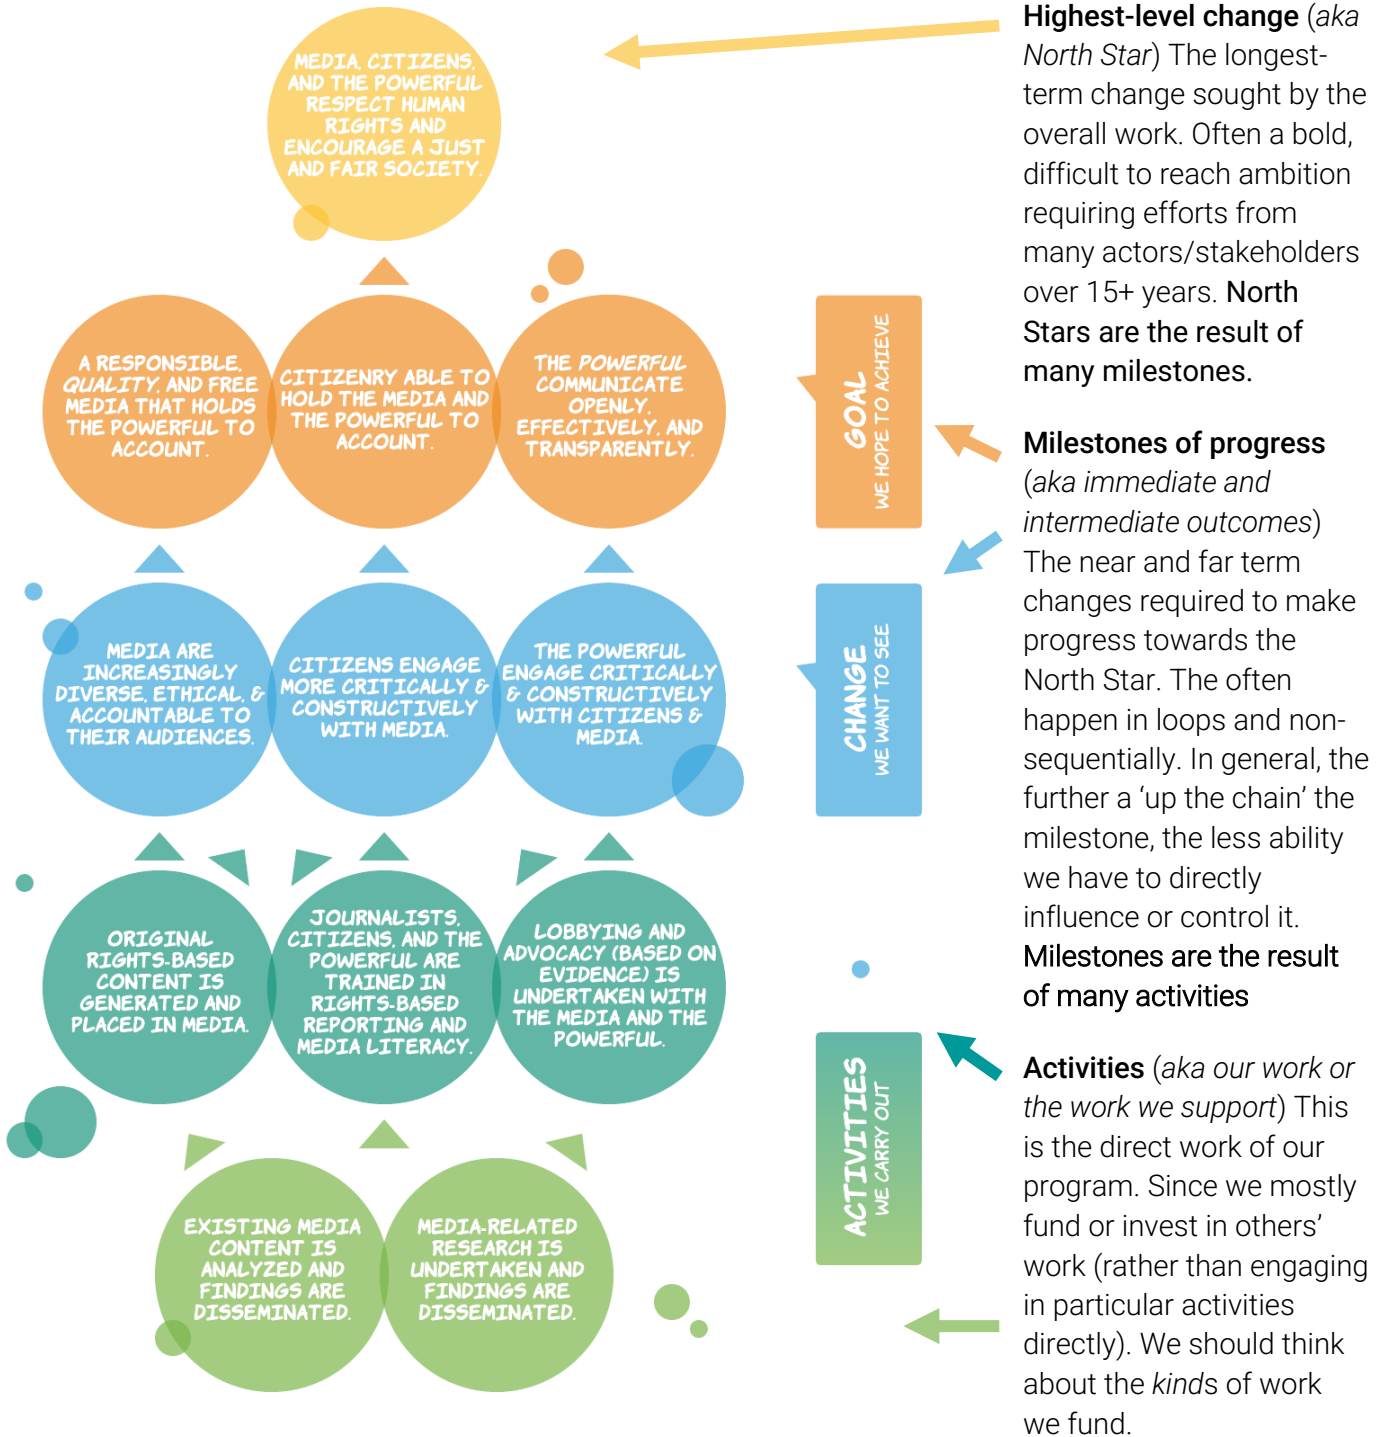 MEDIA, CITIZENS,
AND THE POWERFUL
RESPECT HUMAN
RIGHTS AND
ENCOURAGE A JUST
AND FAIR SOCIETY.
A RESPONSIBLE,
QUALITY, AND FREE
MEDIA THAT HOLDS
THE POWERFUL TO
ACCOUNT.
CITIZENRY ABLE TO
HOLD THE MEDIA AND
THE POWERFUL TO
ACCOUNT.
THE POWERFUL
COMMUNICATE
OPENLY,
EFFECTIVELY, AND
TRANSPARENTLY.
GOAL
WE HOPE TO ACHIEVE
MEDIA ARE
INCREASINGLY
DIVERSE, ETHICAL, &
ACCOUNTABLE TO
THEIR AUDIENCES.
CITIZENS ENGAGE
MORE CRITICALLY &
CONSTRUCTIVELY
WITH MEDIA.
THE POWERFUL
ENGAGE CRITICALLY
& CONSTRUCTIVELY
WITH CITIZENS &
MEDIA.
CHANGE
WE WANT TO SEE
ORIGINAL
RIGHTS-BASED
CONTENT IS
GENERATED AND
PLACED IN MEDIA.
JOURNALISTS,
CITIZENS, AND THE
POWERFUL ARE
TRAINED IN
RIGHTS-BASED
REPORTING AND
MEDIA LITERACY.
LOBBYING AND
ADVOCACY (BASED ON
EVIDENCE) IS
UNDERTAKEN WITH
THE MEDIA AND THE
POWERFUL.
ACTIVITIES
WE CARRY OUT
EXISTING MEDIA
CONTENT IS
ANALYZED AND
FINDINGS ARE
DISSEMINATED.
MEDIA-RELATED
RESEARCH IS
UNDERTAKEN AND
FINDINGS ARE
DISSEMINATED.
Highest-level change (aka
North Star) The longest-
term change sought by the
overall work. Often a bold,
difficult to reach ambition
requiring efforts from
many actors/stakeholders
over 15+ years. North
Stars are the result of
many milestones.
Milestones of progress
(aka immediate and
intermediate outcomes)
The near and far term
changes required to make
progress towards the
North Star. The often
happen in loops and non-
sequentially. In general, the
further a ‘up the chain’ the
milestone, the less ability
we have to directly
influence or control it.
Milestones are the result
of many activities
Activities (aka our work or
the work we support) This
is the direct work of our
program. Since we mostly
fund or invest in others’
work (rather than engaging
in particular activities
directly). We should think
about the kinds of work
we fund.